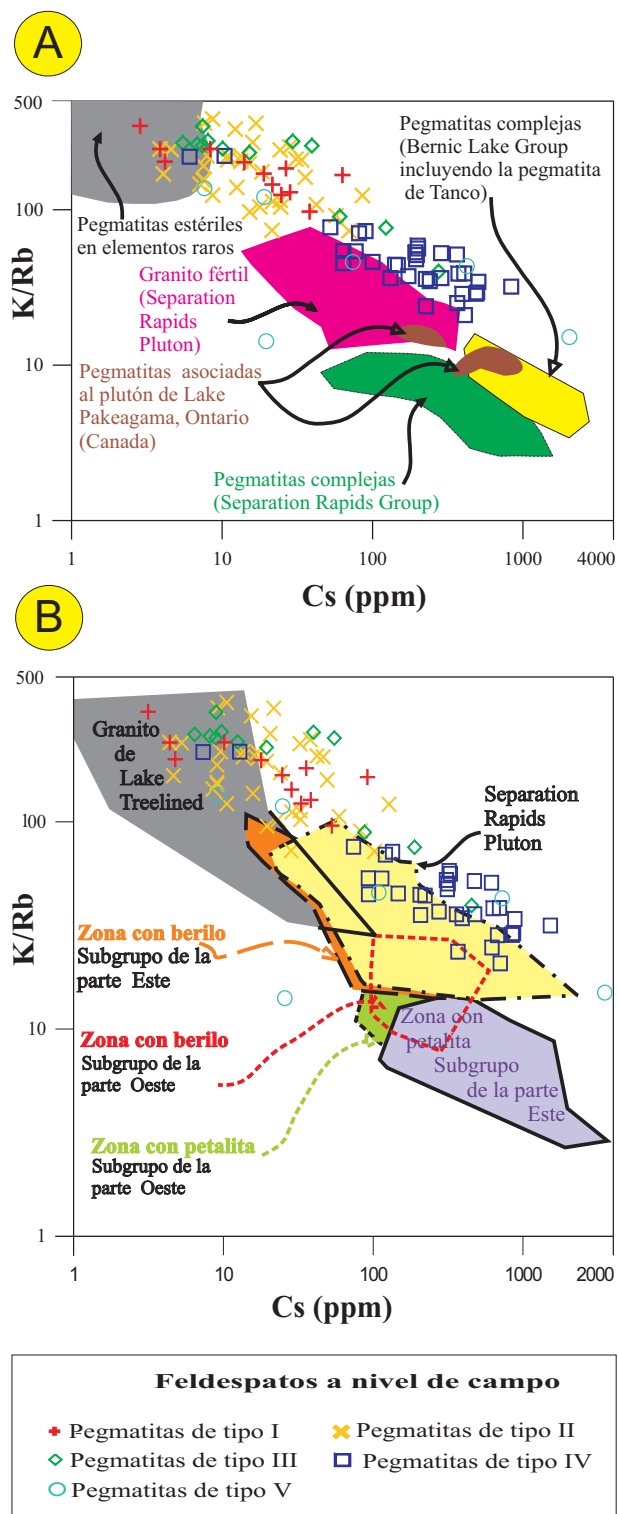 A
500
100
10
1
K/Rb
1
10
100
1000
4000
Cs (ppm)
Pegmatitas complejas
(Bernic Lake Group
incluyendo la pegmatita
de Tanco)
Pegmatitas estériles
en elementos raros
Granito fértil
(Separation
Rapids
Pluton)
Pegmatitas asociadas
al plutón de Lake
Pakeagama, Ontario
(Canada)
Pegmatitas complejas
(Separation Rapids Group)
B
500
100
10
1
K/Rb
1
10
100
1000
2000
Cs (ppm)
Granito
de
Lake
Treelined
Separation
Rapids
Pluton
Zona con berilo
Subgrupo de la
parte Este
Zona con berilo
Subgrupo de la
parte Oeste
Zona con petalita
Subgrupo de la
parte Oeste
Zona con
petalita
Subgrupo
de la parte
Este
Feldespatos a nivel de campo
Pegmatitas de tipo I
Pegmatitas de tipo II
Pegmatitas de tipo III
Pegmatitas de tipo IV
Pegmatitas de tipo V